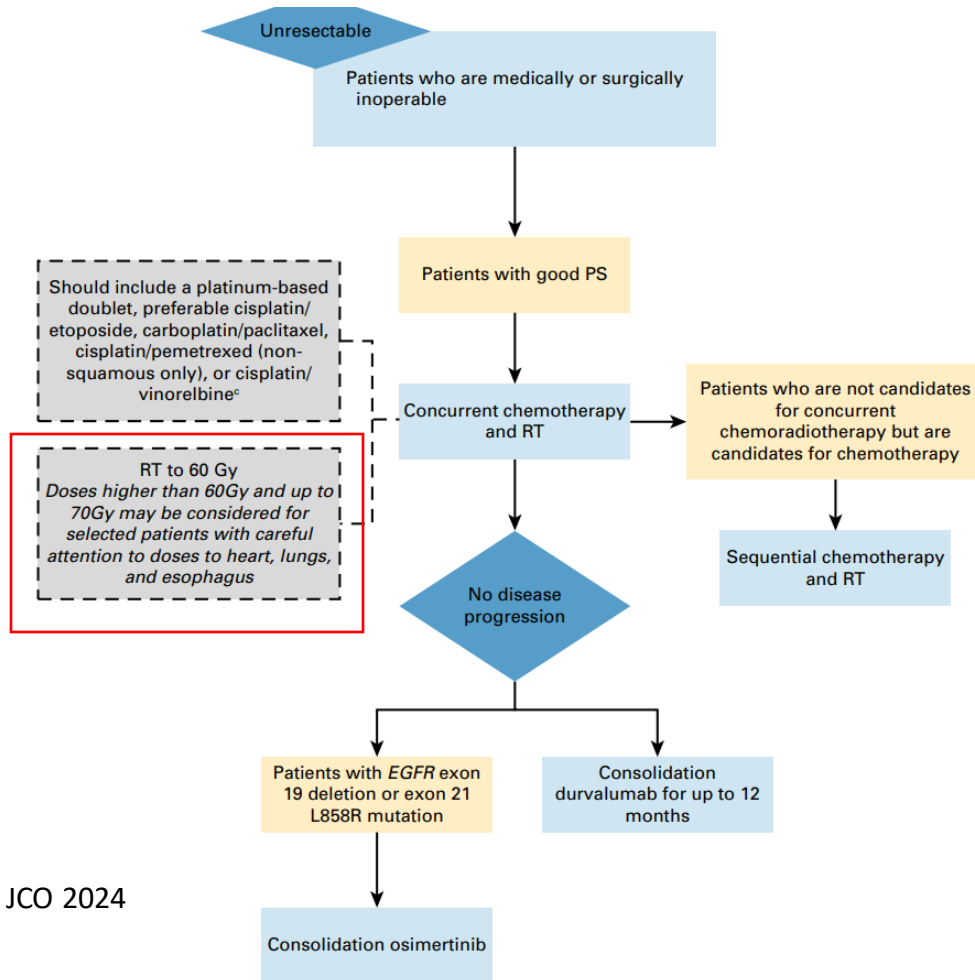 Unresectable
Patients who are medically or surgically
inoperable
Patients with good PS
Should include a platinum-based
doublet, preferable cisplatin/
etoposide, carboplatin/paclitaxel,
cisplatin/pemetrexed (non-
squamous only), or cisplatin/
vinorelbineᶜ
Concurrent chemotherapy
and RT
Patients who are not candidates
for concurrent
chemoradiotherapy but are
candidates for chemotherapy
RT to 60 Gy
Doses higher than 60Gy and up to
70Gy may be considered for
selected patients with careful
attention to doses to heart, lungs,
and esophagus
Sequential chemotherapy
and RT
No disease
progression
Patients with EGFR exon
19 deletion or exon 21
L858R mutation
Consolidation
durvalumab for up to 12
months
JCO 2024
Consolidation osimertinib